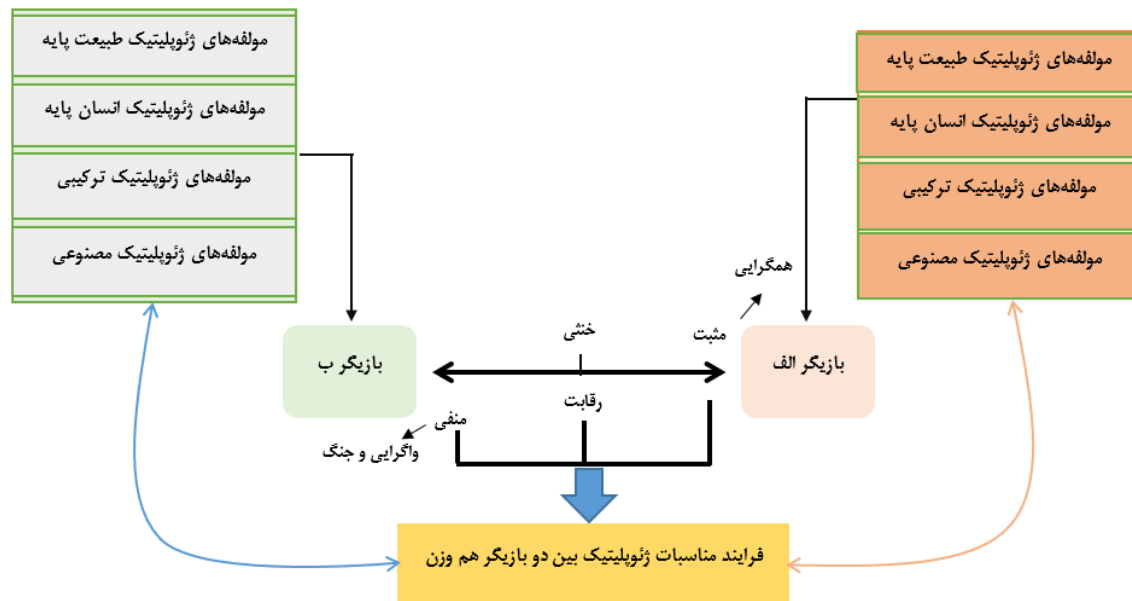 مولفه‌های ژئوپلیتیک طبیعت پایه
مولفه‌های ژئوپلیتیک انسان پایه
مولفه‌های ژئوپلیتیک ترکیبی
مولفه‌های ژئوپلیتیک مصنوعی
مولفه‌های ژئوپلیتیک طبیعت پایه
مولفه‌های ژئوپلیتیک انسان پایه
مولفه‌های ژئوپلیتیک ترکیبی
مولفه‌های ژئوپلیتیک مصنوعی
همگرایی
مثبت
خنثی
بازیگر الف
بازیگر ب
رقابت
منفی
واگرایی و جنگ
فرایند مناسبات ژئوپلیتیک بین دو بازیگر هم وزن